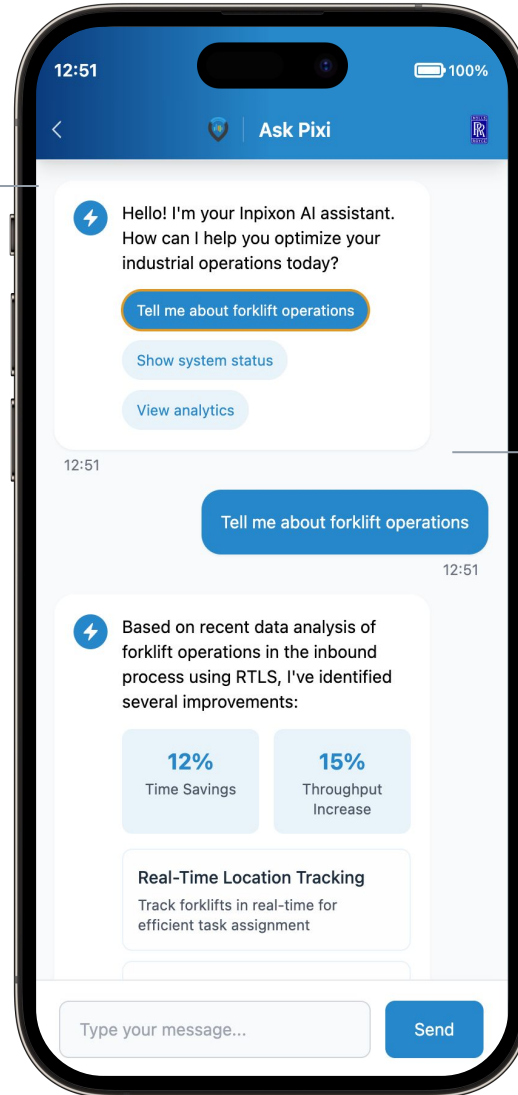 12:51
100%
Ask Pixi
Hello! I'm your Inpixon AI assistant.
How can I help you optimize your
industrial operations today?
Tell me about forklift operations
Show system status
View analytics
12:51
Tell me about forklift operations
12:51
Based on recent data analysis of
forklift operations in the inbound
process using RTLS, I've identified
several improvements:
12%
Time Savings
15%
Throughput
Increase
Real-Time Location Tracking
Track forklifts in real-time for
efficient task assignment
Type your message...
Send